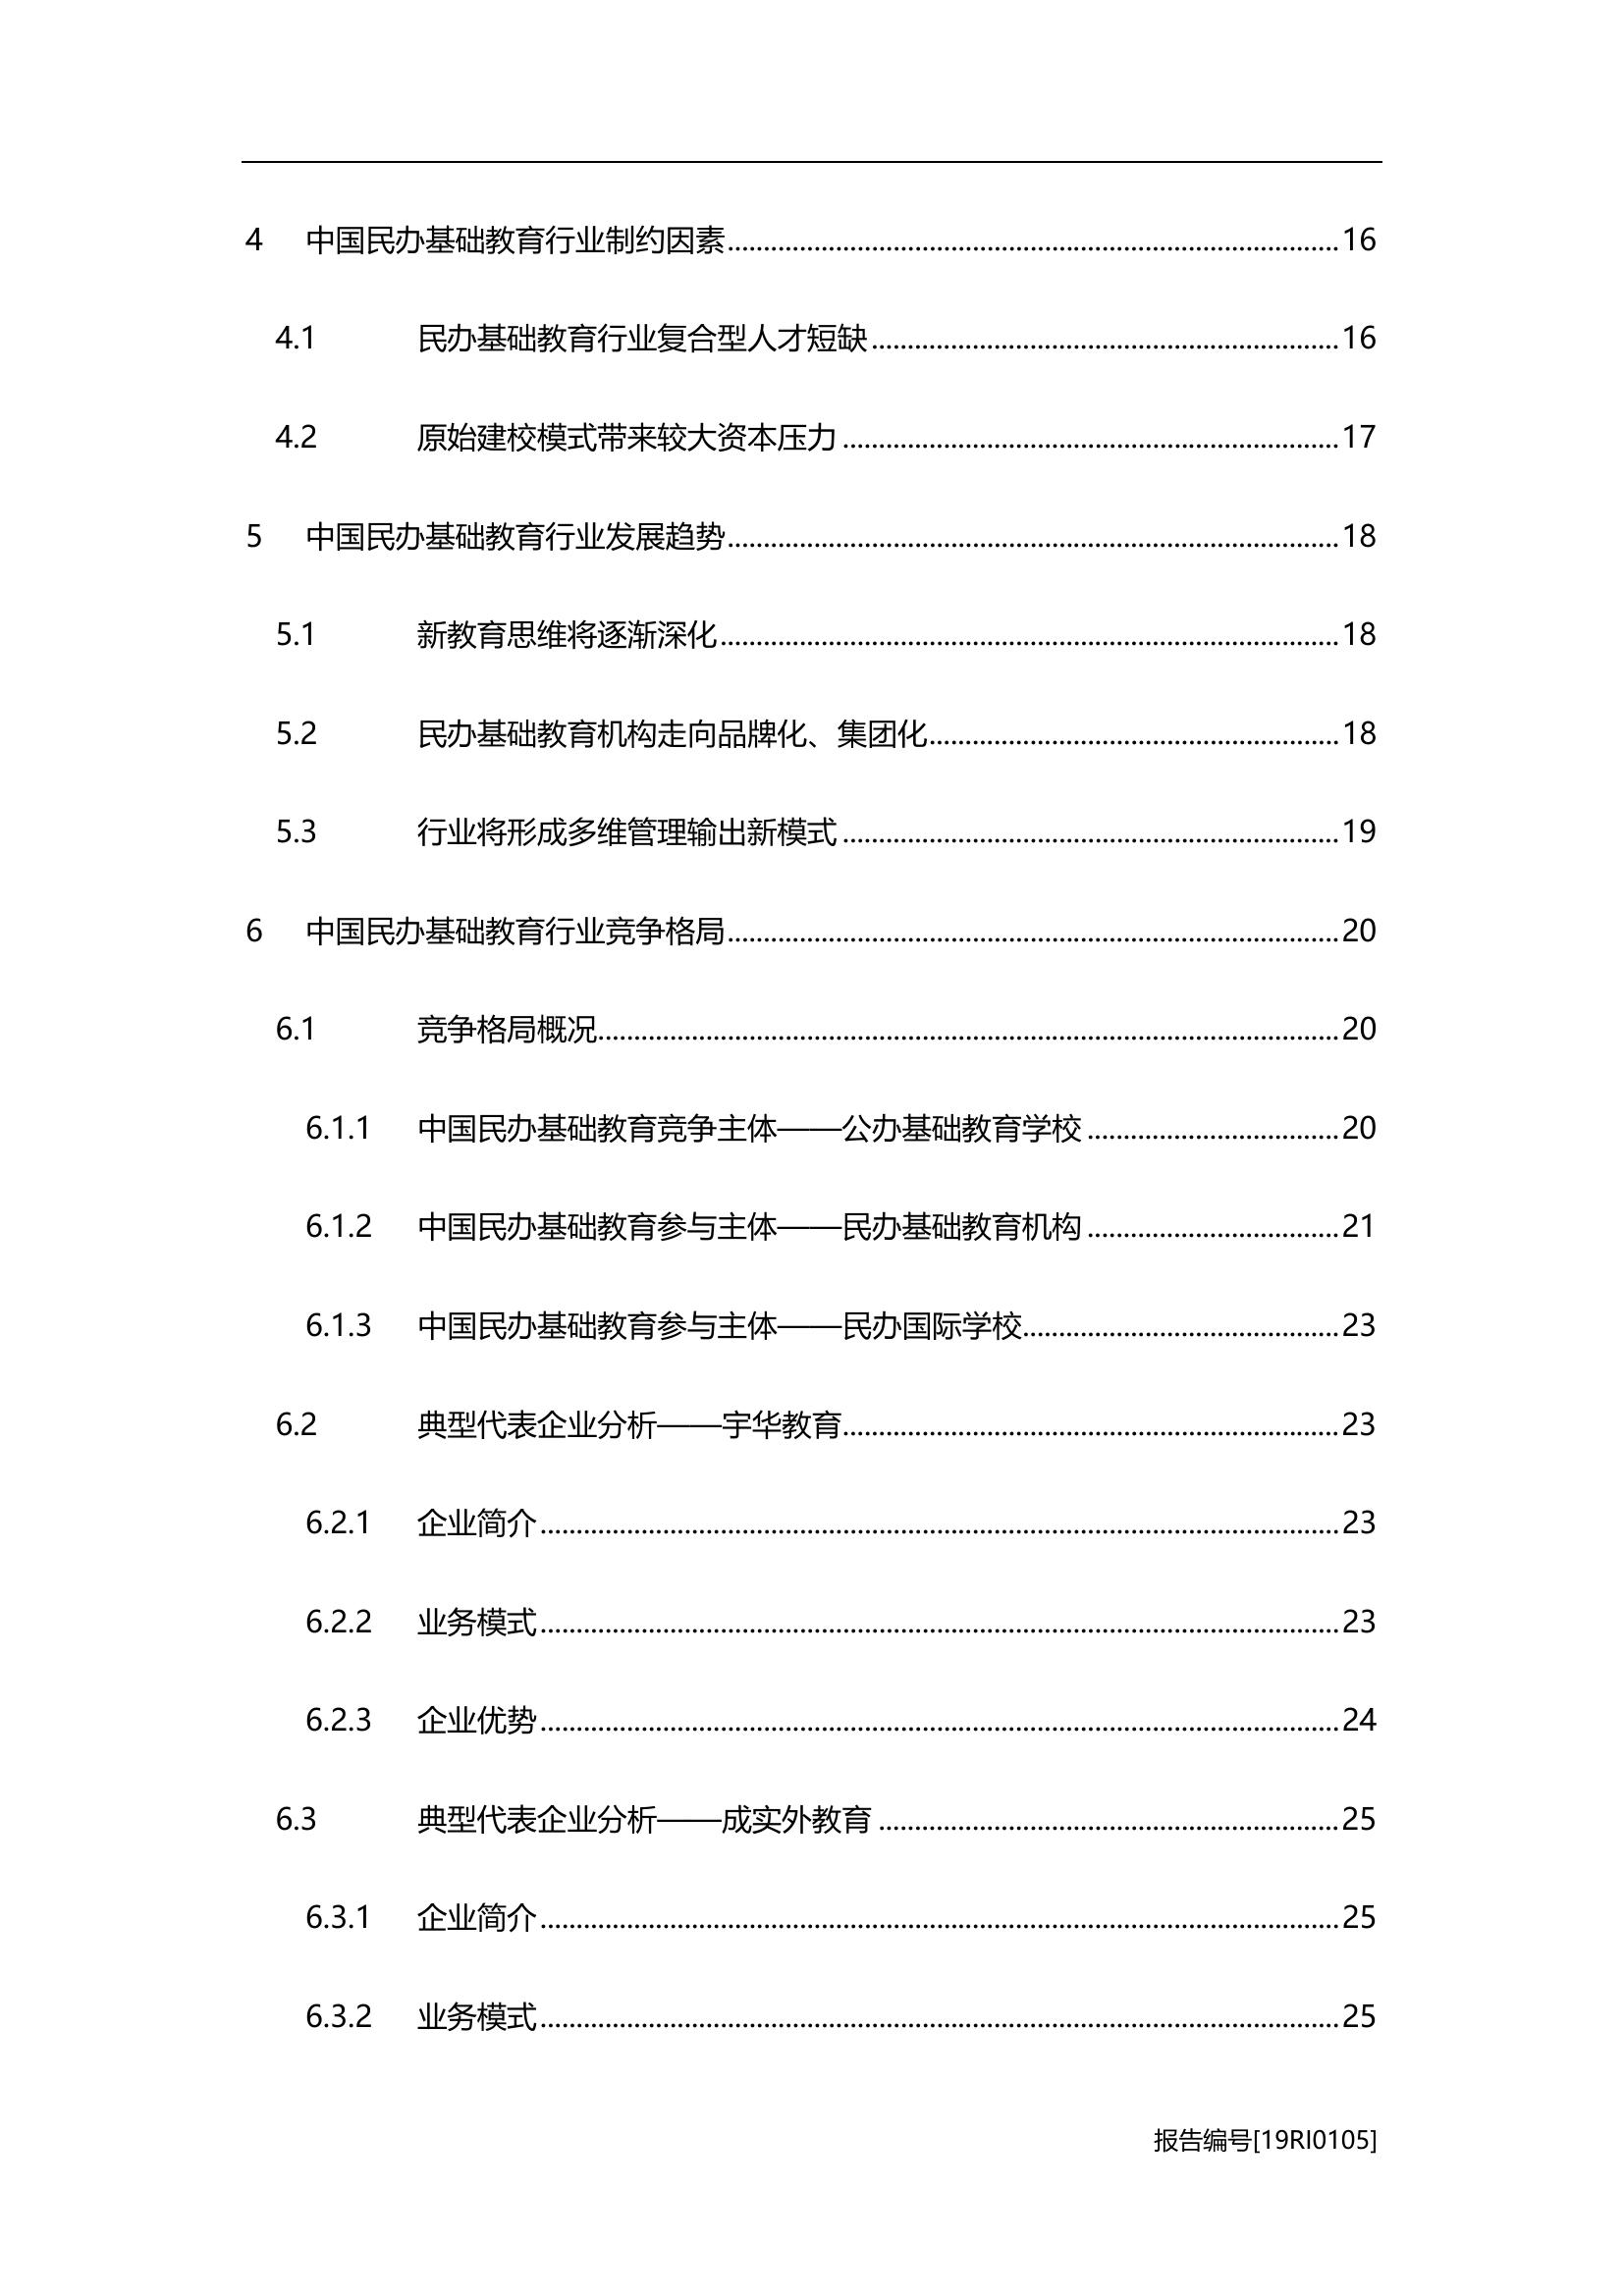 4 中国民办基础教育行业制约因素........................................16
4.1 民办基础教育行业复合型人才短缺........................................16
4.2 原始建校模式带来较大资本压力........................................17
5 中国民办基础教育行业发展趋势........................................18
5.1 新教育思维将逐渐深化........................................18
5.2 民办基础教育机构走向品牌化、集团化........................................18
5.3 行业将形成多维管理输出新模式........................................19
6 中国民办基础教育行业竞争格局........................................20
6.1 竞争格局概况........................................20
6.1.1 中国民办基础教育竞争主体——公办基础教育学校........................................20
6.1.2 中国民办基础教育参与主体——民办基础教育机构........................................21
6.1.3 中国民办基础教育参与主体——民办国际学校........................................23
6.2 典型代表企业分析——宇华教育........................................23
6.2.1 企业简介........................................23
6.2.2 业务模式........................................23
6.2.3 企业优势........................................24
6.3 典型代表企业分析——成实外教育........................................25
6.3.1 企业简介........................................25
6.3.2 业务模式........................................25
报告编号[19RI0105]